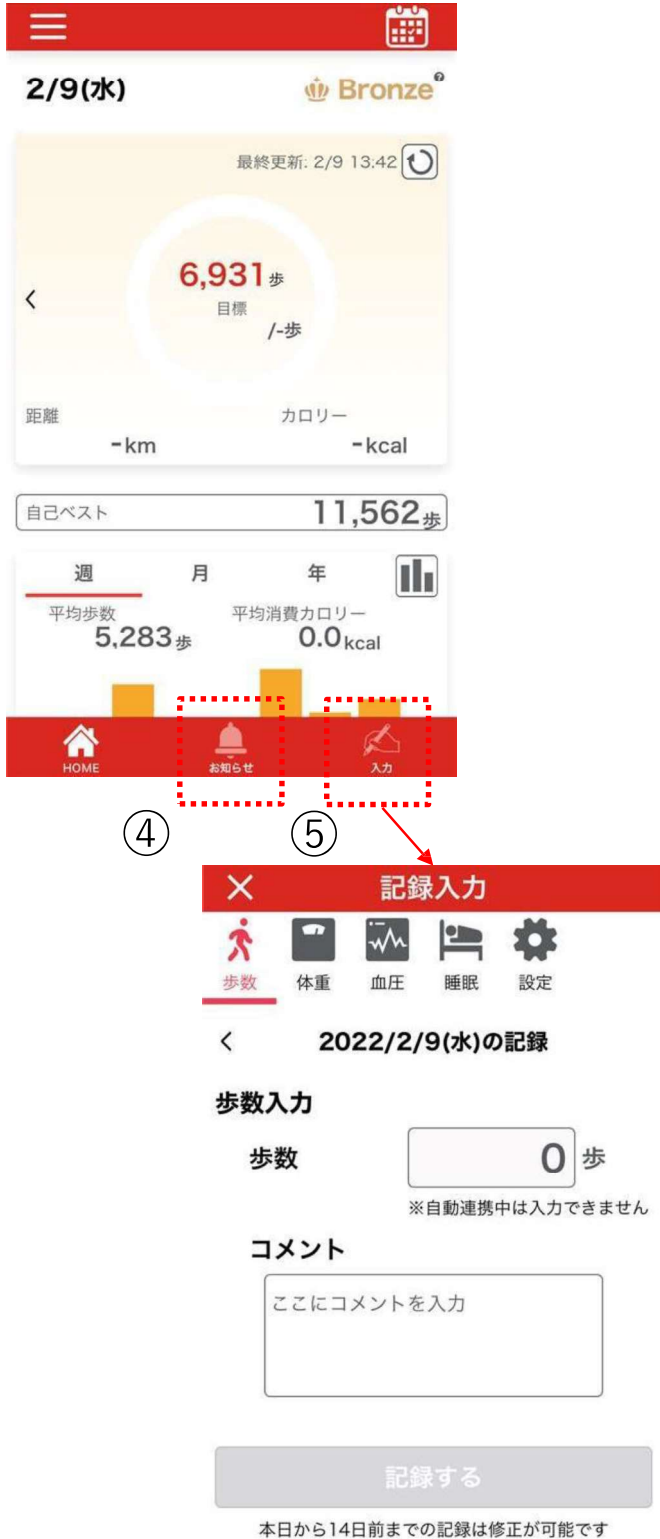 2/9(水) Bronze?
最終更新: 2/9 13:42
6,931歩
目標
/-歩
距離 カロリー
-km -kcal
自己ベスト 11,562歩
週 月 年
平均歩数 平均消費カロリー
5,283歩 0.0kcal
HOME お知らせ 入力
④ ⑤
記録入力
歩数 体重 血圧 睡眠 設定
2022/2/9(水)の記録
歩数入力
歩数 0歩
※自動連携中は入力できません
コメント
ここにコメントを入力
記録する
本日から14日前までの記録は修正が可能です